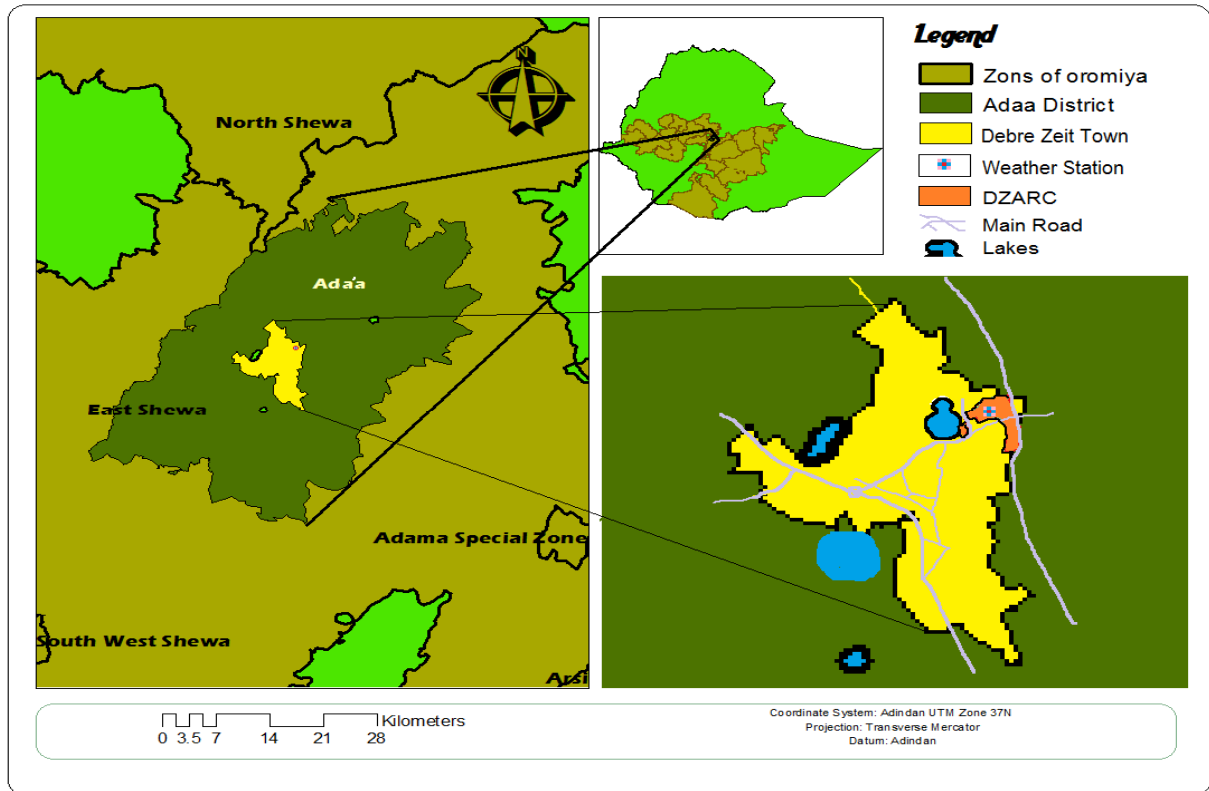 N
North Shewa
Ada'a
East Shewa
Adama Special Zone
South West Shewa
Arsi
Legend
Zons of oromiya
Adaa District
Debre Zeit Town
Weather Station
DZARC
Main Road
Lakes
Kilometers
0 3.5 7 14 21 28
Coordinate System: Adindan UTM Zone 37N
Projection: Transverse Mercator
Datum: Adindan